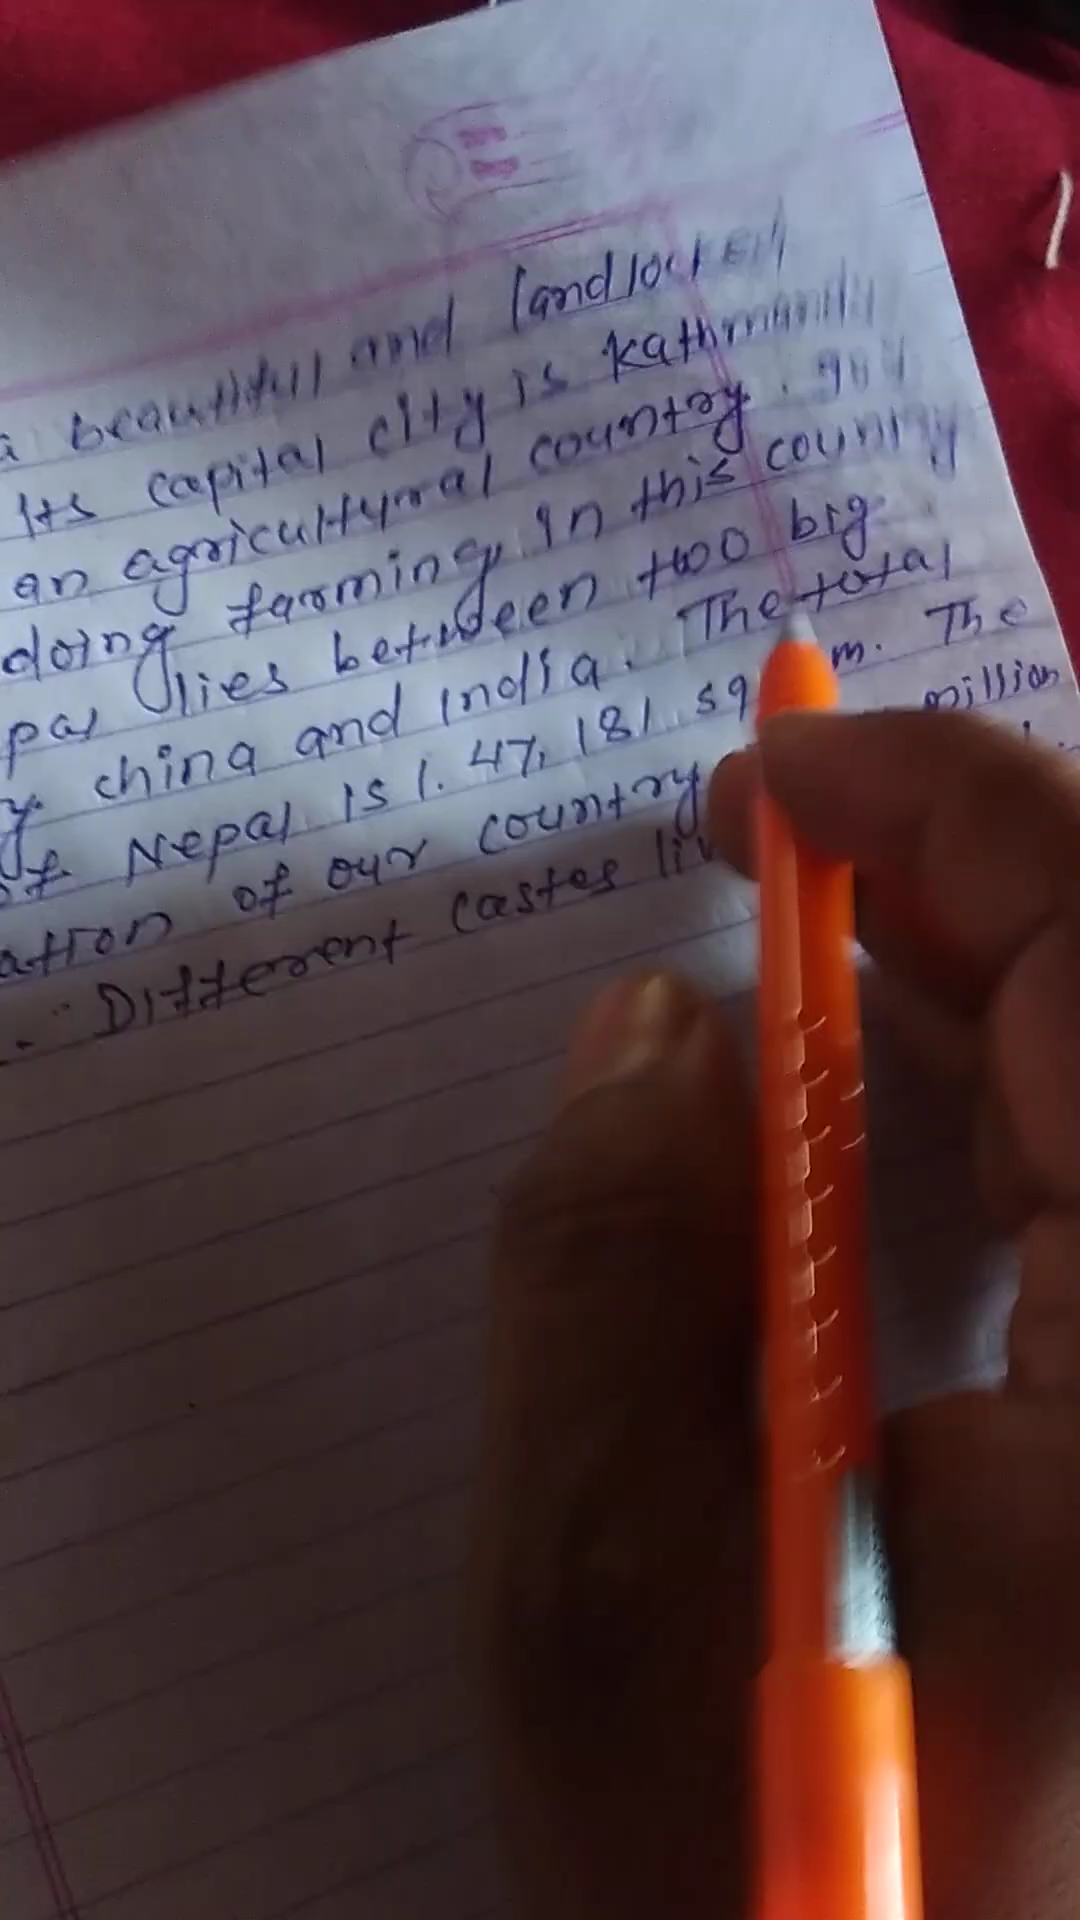 a beautiful and landlocked
Its capital city is Kathmandu
an agricultural country.
doing farming. In this country
pal lies between two big
y china and India. The total
of Nepal is 1. 47, 181 sq m. The
ation of our country million
Different castes